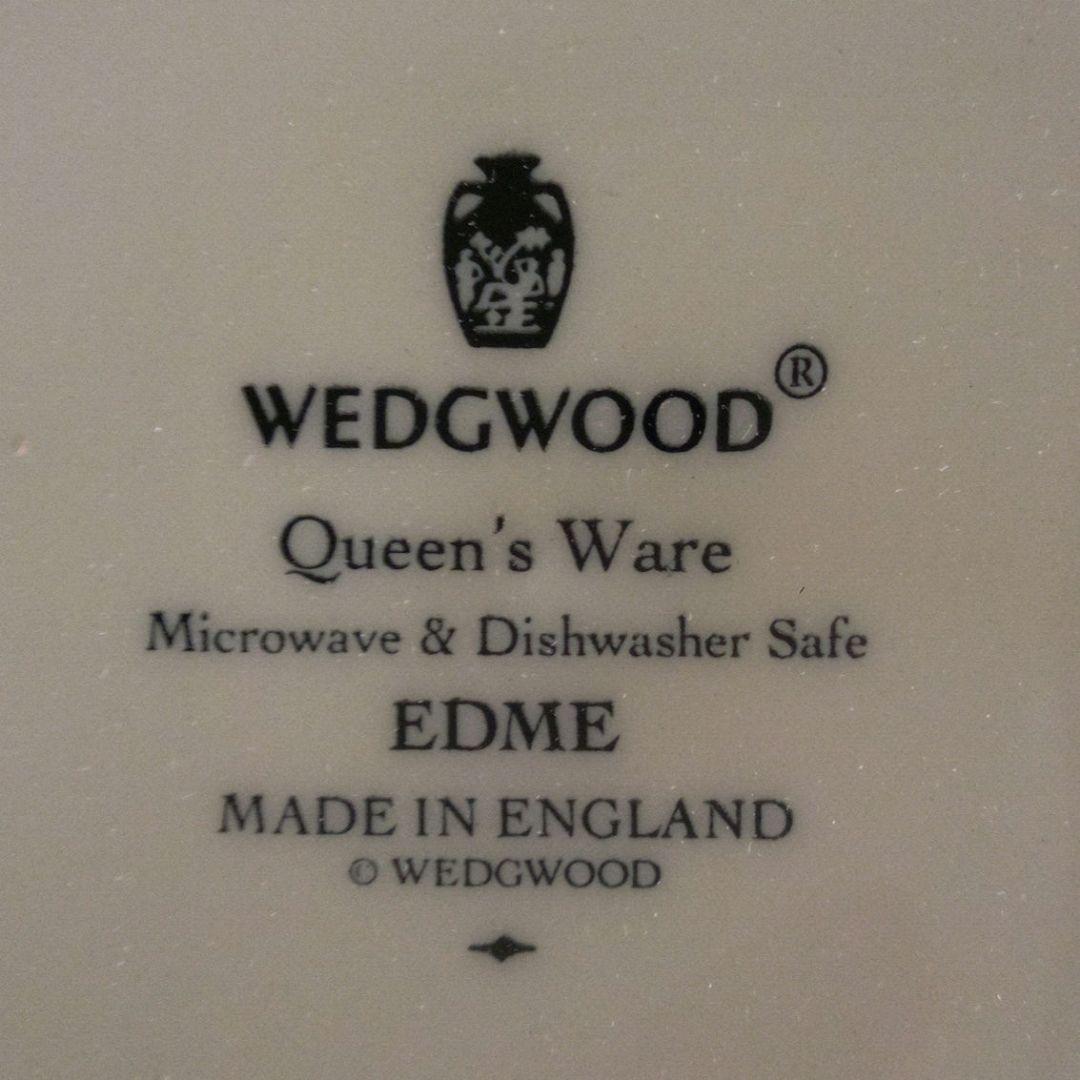 WEDGWOOD®
Queen's Ware
Microwave & Dishwasher Safe
EDME
MADE IN ENGLAND
© WEDGWOOD